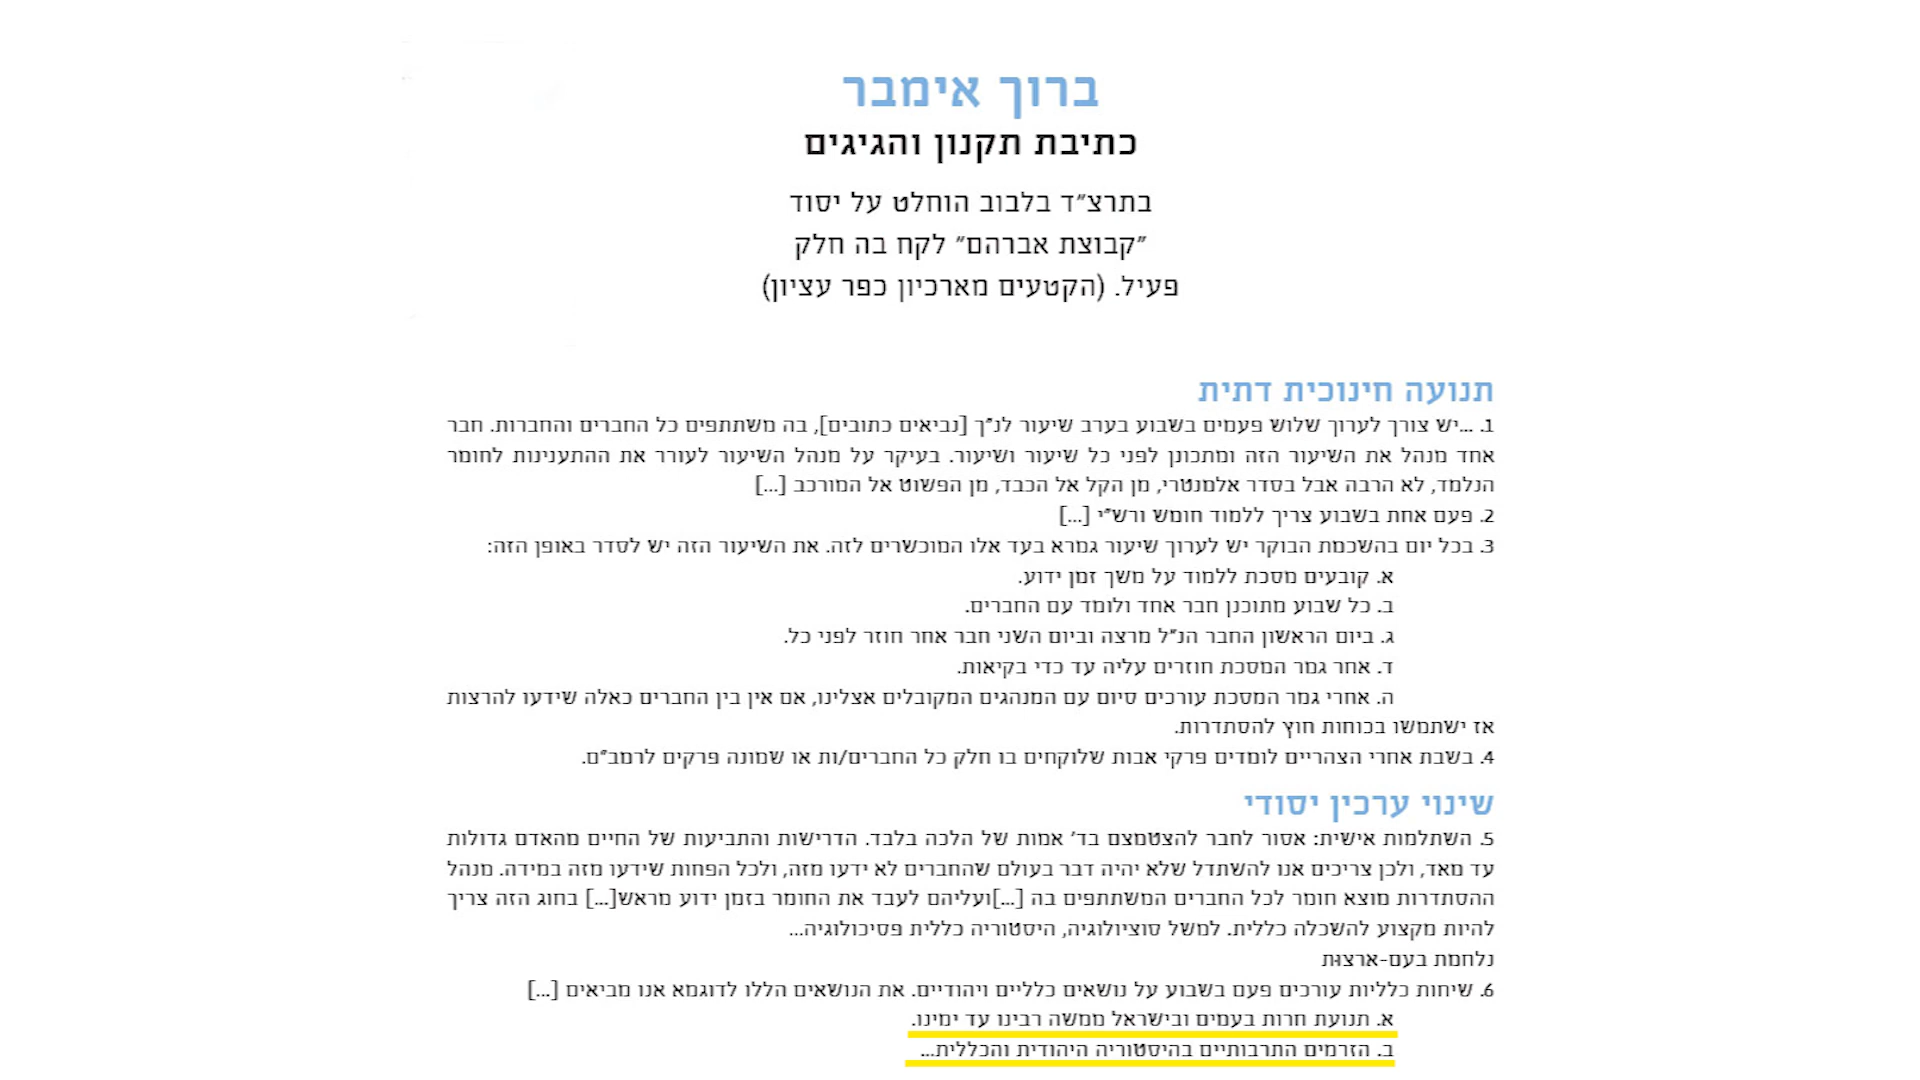 ברוך אימבר
כתיבת תקנון והגיגים
בתרצ״ד בלבוב הוחלט על יסוד
״קבוצת אברהם״ לקח בה חלק
פעיל. (הקטעים מארכיון כפר עציון)
תנועה חינוכית דתית
1. ...יש צורך לערוך שלוש פעמים בשבוע בערב שיעור לנ״ך [נביאים כתובים], בה משתתפים כל החברים והחברות. חבר
אחד מנהל את השיעור הזה ומתכונן לפני כל שיעור ושיעור. בעיקר על מנהל השיעור לעורר את ההתענינות לחומר
הנלמד, לא הרבה אבל בסדר אלמנטרי, מן הקל אל הכבד, מן הפשוט אל המורכב [...]
2. פעם אחת בשבוע צריך ללמוד חומש ורש״י [...]
3. בכל יום בהשכמת הבוקר יש לערוך שיעור גמרא בעד אלו המוכשרים לזה. את השיעור הזה יש לסדר באופן הזה:
א. קובעים מסכת ללמוד על משך זמן ידוע.
ב. כל שבוע מתוכנן חבר אחד ולומד עם החברים.
ג. ביום הראשון החבר הנ״ל מרצה וביום השני חבר אחר חוזר לפני כל.
ד. אחר גמר המסכת חוזרים עליה עד כדי בקיאות.
ה. אחרי גמר המסכת עורכים סיום עם המנהגים המקובלים אצלינו, אם אין בין החברים כאלה שידעו להרצות
אז ישתמשו בכוחות חוץ להסתדרות.
4. בשבת אחרי הצהריים לומדים פרקי אבות שלוקחים בו חלק כל החברים/ות או שמונה פרקים לרמב״ם.
שינוי ערכין יסודי
5. השתלמות אישית: אסור לחבר להצטמצם בד׳ אמות של הלכה בלבד. הדרישות והתביעות של החיים מהאדם גדולות
עד מאד, ולכן צריכים אנו להשתדל שלא יהיה דבר בעולם שהחברים לא ידעו מזה, ולכל הפחות שידעו מזה במידה. מנהל
ההסתדרות מוצא חומר לכל החברים המשתתפים בה [...]ועליהם לעבד את החומר בזמן ידוע מראש[...] בחוג הזה צריך
להיות מקצוע להשכלה כללית. למשל סוציולוגיה, היסטוריה כללית פסיכולוגיה...
נלחמת בעם-ארצוּת
6. שיחות כלליות עורכים פעם בשבוע על נושאים כלליים ויהודיים. את הנושאים הללו לדוגמא אנו מביאים [...]
א. תנועת חרות בעמים ובישראל ממשה רבינו עד ימינו.
ב. הזרמים התרבותיים בהיסטוריה היהודית והכללית...